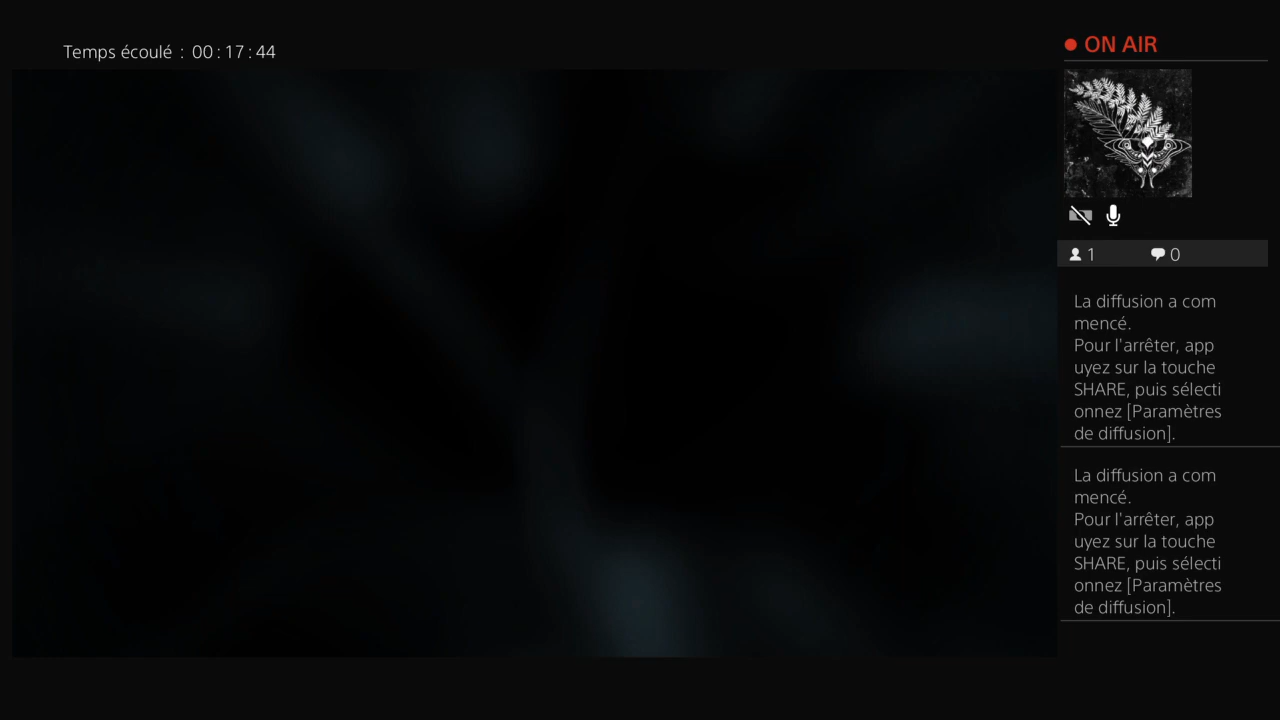 Temps écoulé : 00:17:44
ON AIR
1
0
La diffusion a com
mencé.
Pour l'arrêter, app
uyez sur la touche
SHARE, puis sélecti
onnez [Paramètres
de diffusion].
La diffusion a com
mencé.
Pour l'arrêter, app
uyez sur la touche
SHARE, puis sélecti
onnez [Paramètres
de diffusion].